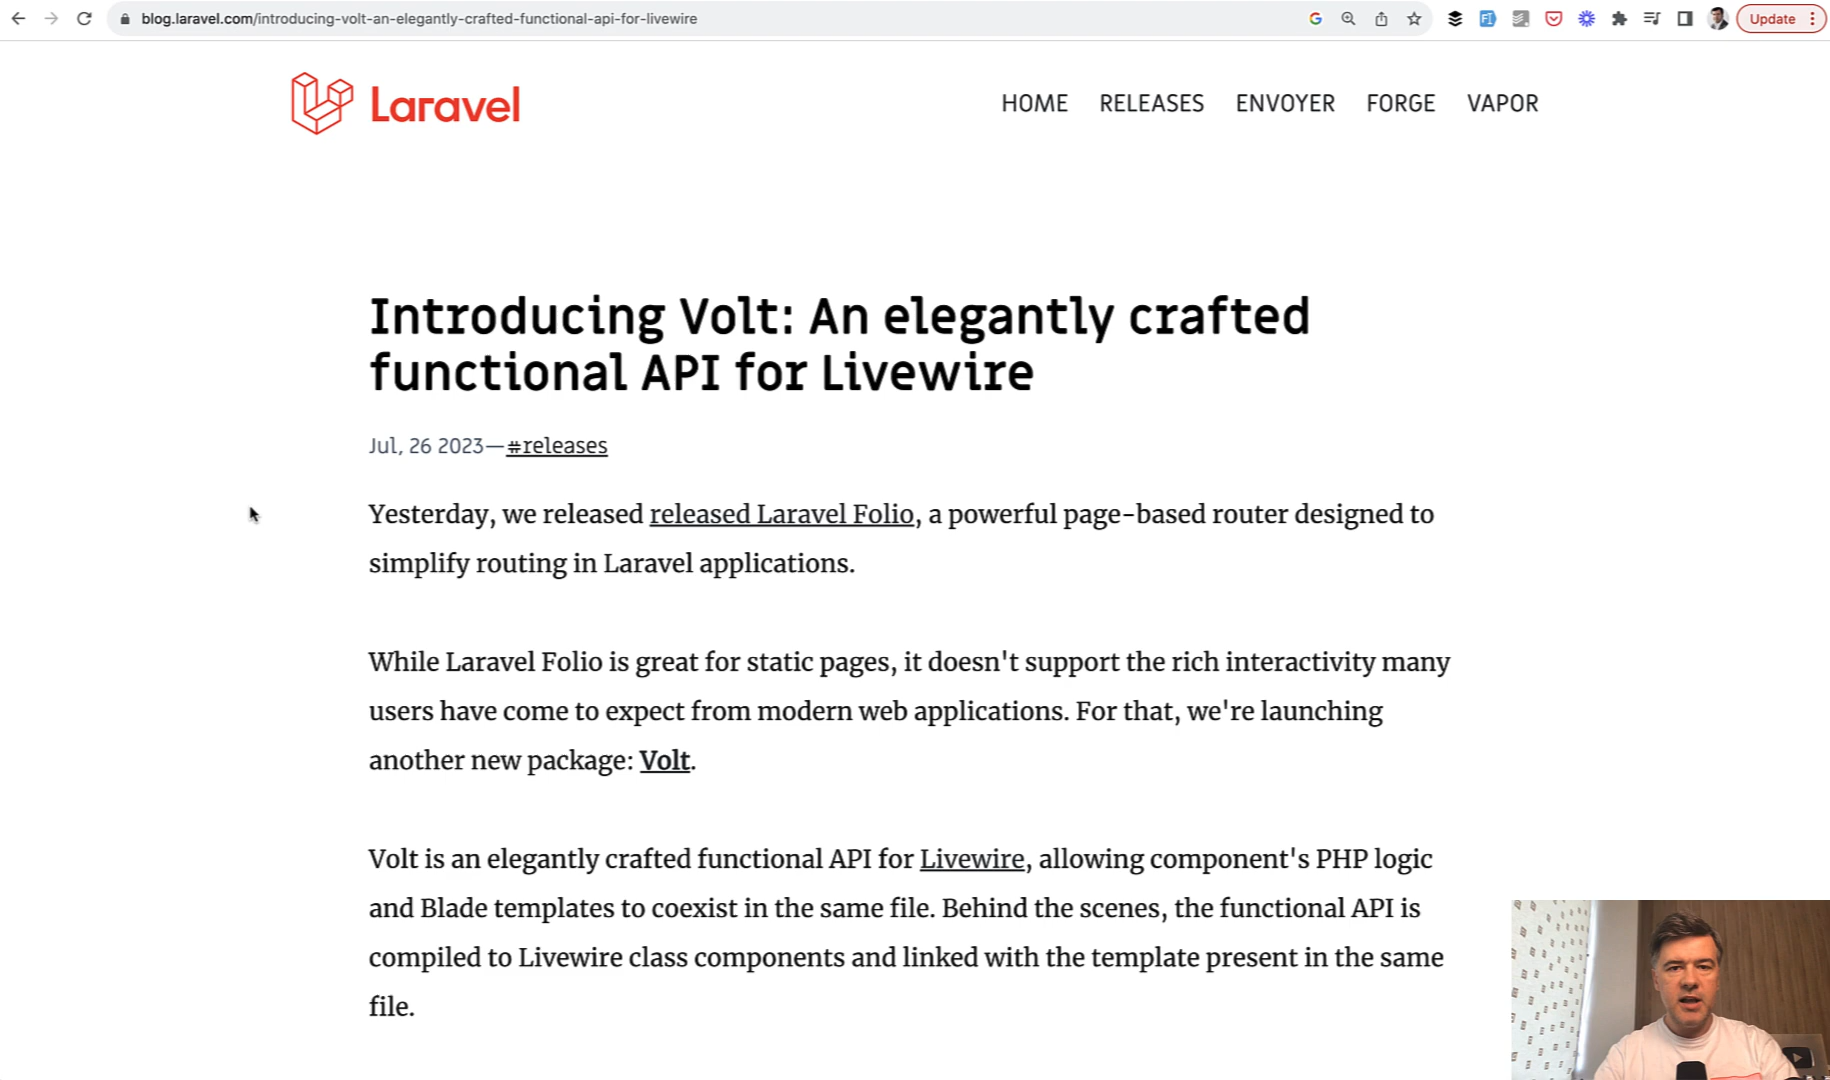 blog.laravel.com/introducing-volt-an-elegantly-crafted-functional-api-for-livewire
Update
Laravel
HOME RELEASES ENVOYER FORGE VAPOR
Introducing Volt: An elegantly crafted
functional API for Livewire
Jul, 26 2023—#releases
Yesterday, we released released Laravel Folio, a powerful page-based router designed to
simplify routing in Laravel applications.
While Laravel Folio is great for static pages, it doesn't support the rich interactivity many
users have come to expect from modern web applications. For that, we're launching
another new package: Volt.
Volt is an elegantly crafted functional API for Livewire, allowing component's PHP logic
and Blade templates to coexist in the same file. Behind the scenes, the functional API is
compiled to Livewire class components and linked with the template present in the same
file.